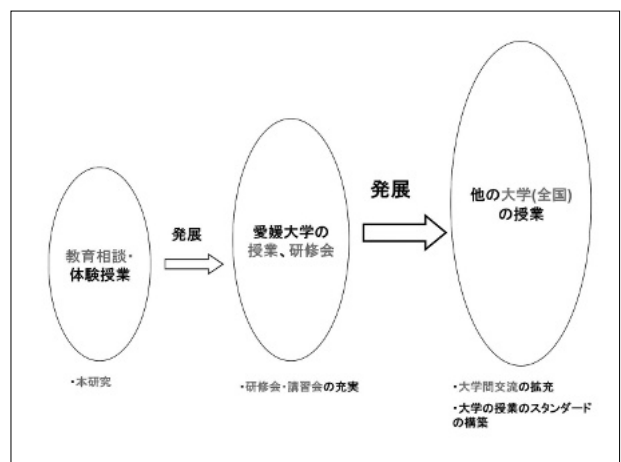 教育相談・
体験授業
・本研究
発展
愛媛大学の
授業、研修会
・研修会・講習会の充実
発展
他の大学(全国)
の授業
・大学間交流の拡充
・大学の授業のスタンダード
の構築